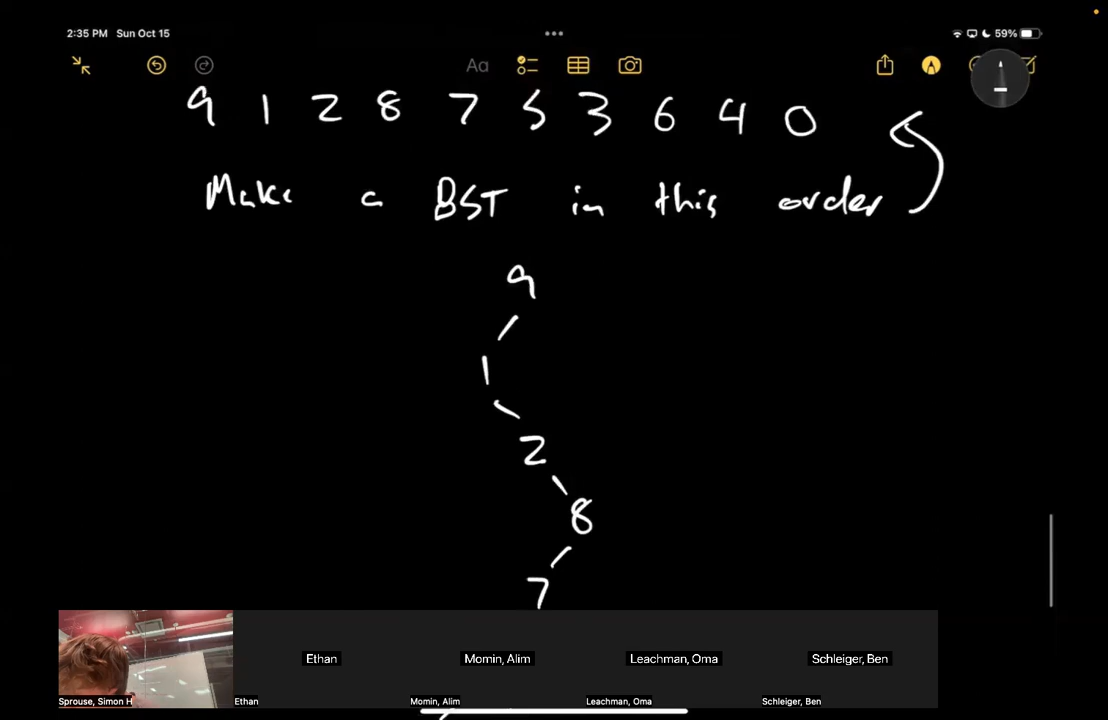 2:35 PM Sun Oct 15
59%
Aa
9 1 2 8 7 5 3 6 4 0
Make a BST in this order
9
1
2
8
7
Ethan
Momin, Alim
Leachman, Oma
Schleiger, Ben
Sprouse, Simon H
Ethan
Momin, Alim
Leachman, Oma
Schleiger, Ben